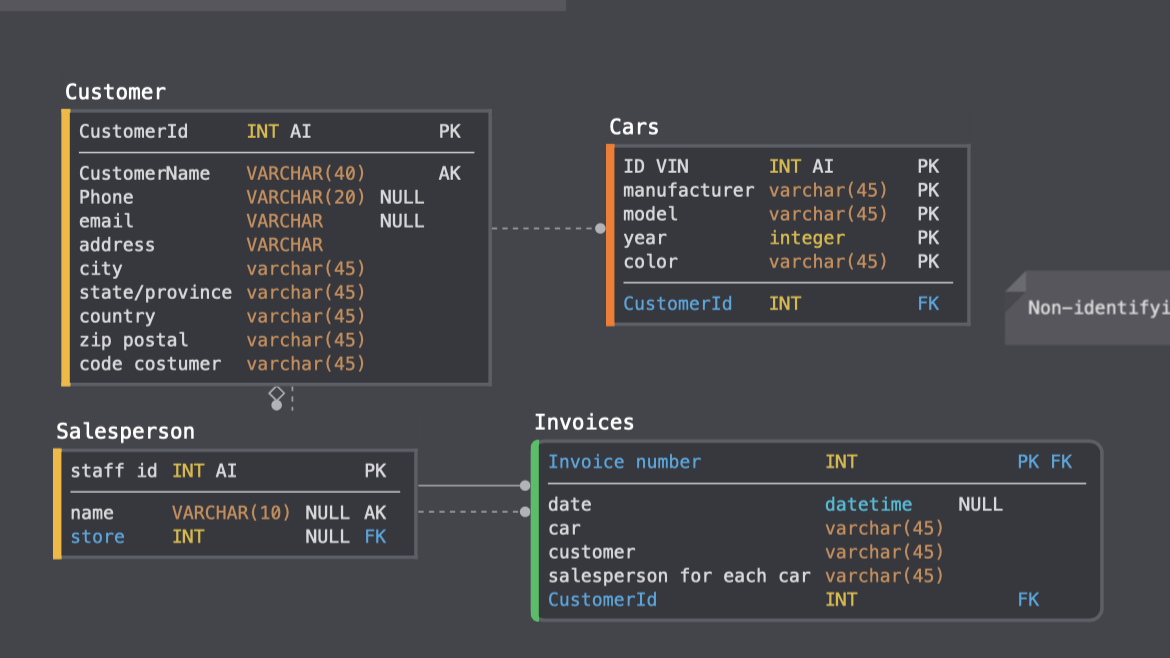 Customer
CustomerId INT AI PK
CustomerName VARCHAR(40) AK
Phone VARCHAR(20) NULL
email VARCHAR NULL
address VARCHAR
city varchar(45)
state/province varchar(45)
country varchar(45)
zip postal varchar(45)
code costumer varchar(45)
Cars
ID VIN INT AI PK
manufacturer varchar(45) PK
model varchar(45) PK
year integer PK
color varchar(45) PK
CustomerId INT FK
Non-identifyi
Salesperson
staff id INT AI PK
name VARCHAR(10) NULL AK
store INT NULL FK
Invoices
Invoice number INT PK FK
date datetime NULL
car varchar(45)
customer varchar(45)
salesperson for each car varchar(45)
CustomerId INT FK